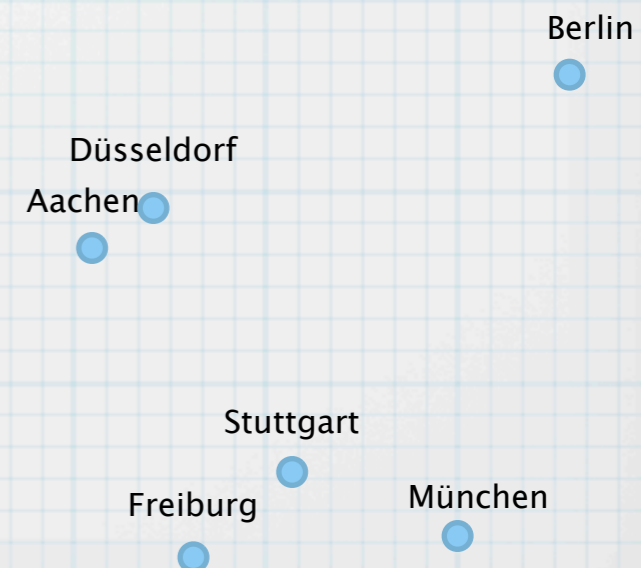 Berlin
Düsseldorf
Aachen
Stuttgart
München
Freiburg